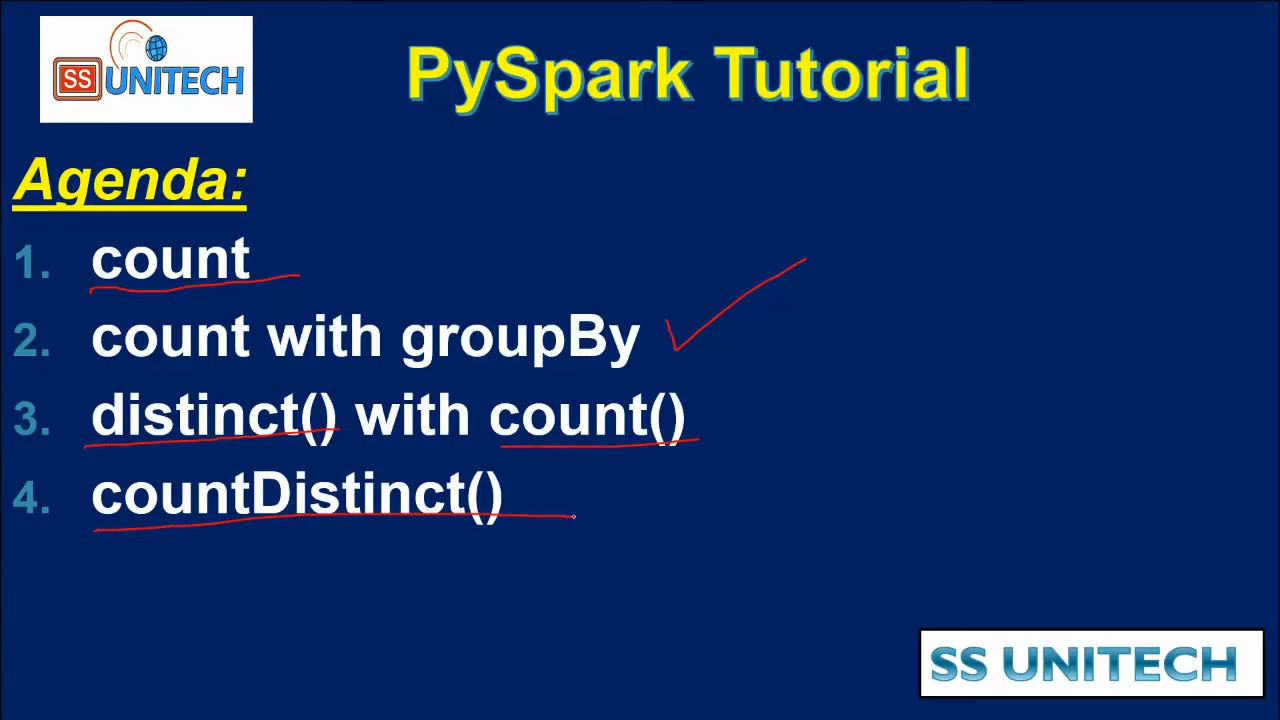 SS UNITECH
PySpark Tutorial
Agenda:
1. count
2. count with groupBy
3. distinct() with count()
4. countDistinct()
SS UNITECH